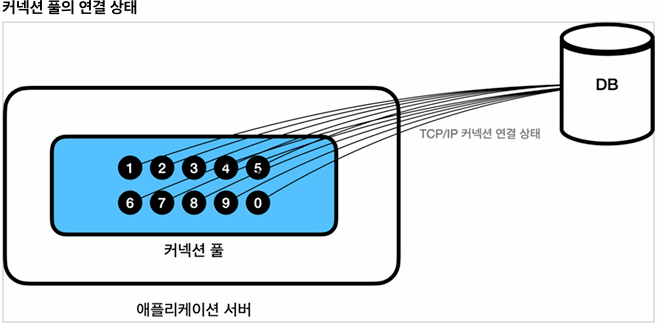 커넥션 풀의 연결 상태
DB
TCP/IP 커넥션 연결 상태
1 2 3 4 5
6 7 8 9 0
커넥션 풀
애플리케이션 서버